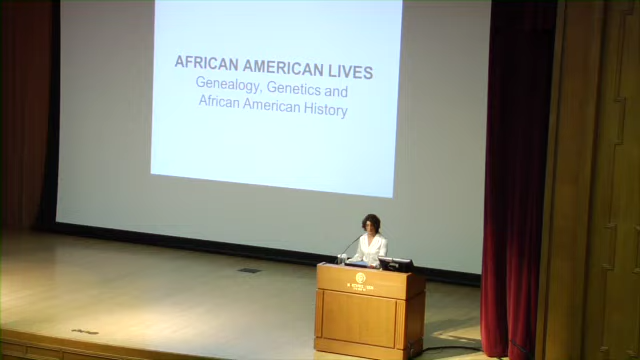 AFRICAN AMERICAN LIVES
Genealogy, Genetics and
African American History